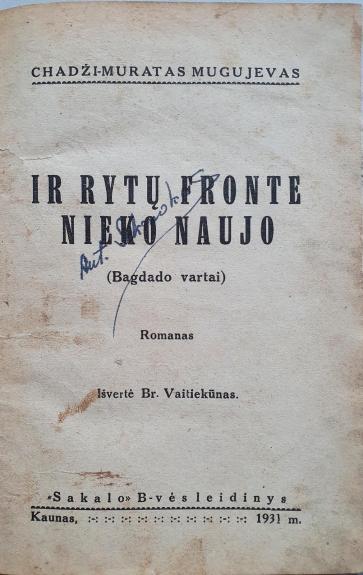 CHADŽI-MURATAS MUGUJEVAS
IR RYTŲ FRONTE
NIEKO NAUJO
Ant.
(Bagdado vartai)
Romanas
Išvertė Br. Vaitiekūnas.
„Sakalo” B-vės leidinys
Kaunas, :-: :-: :-: :-: :-: :-: :-: :-: :-: 1931 m.